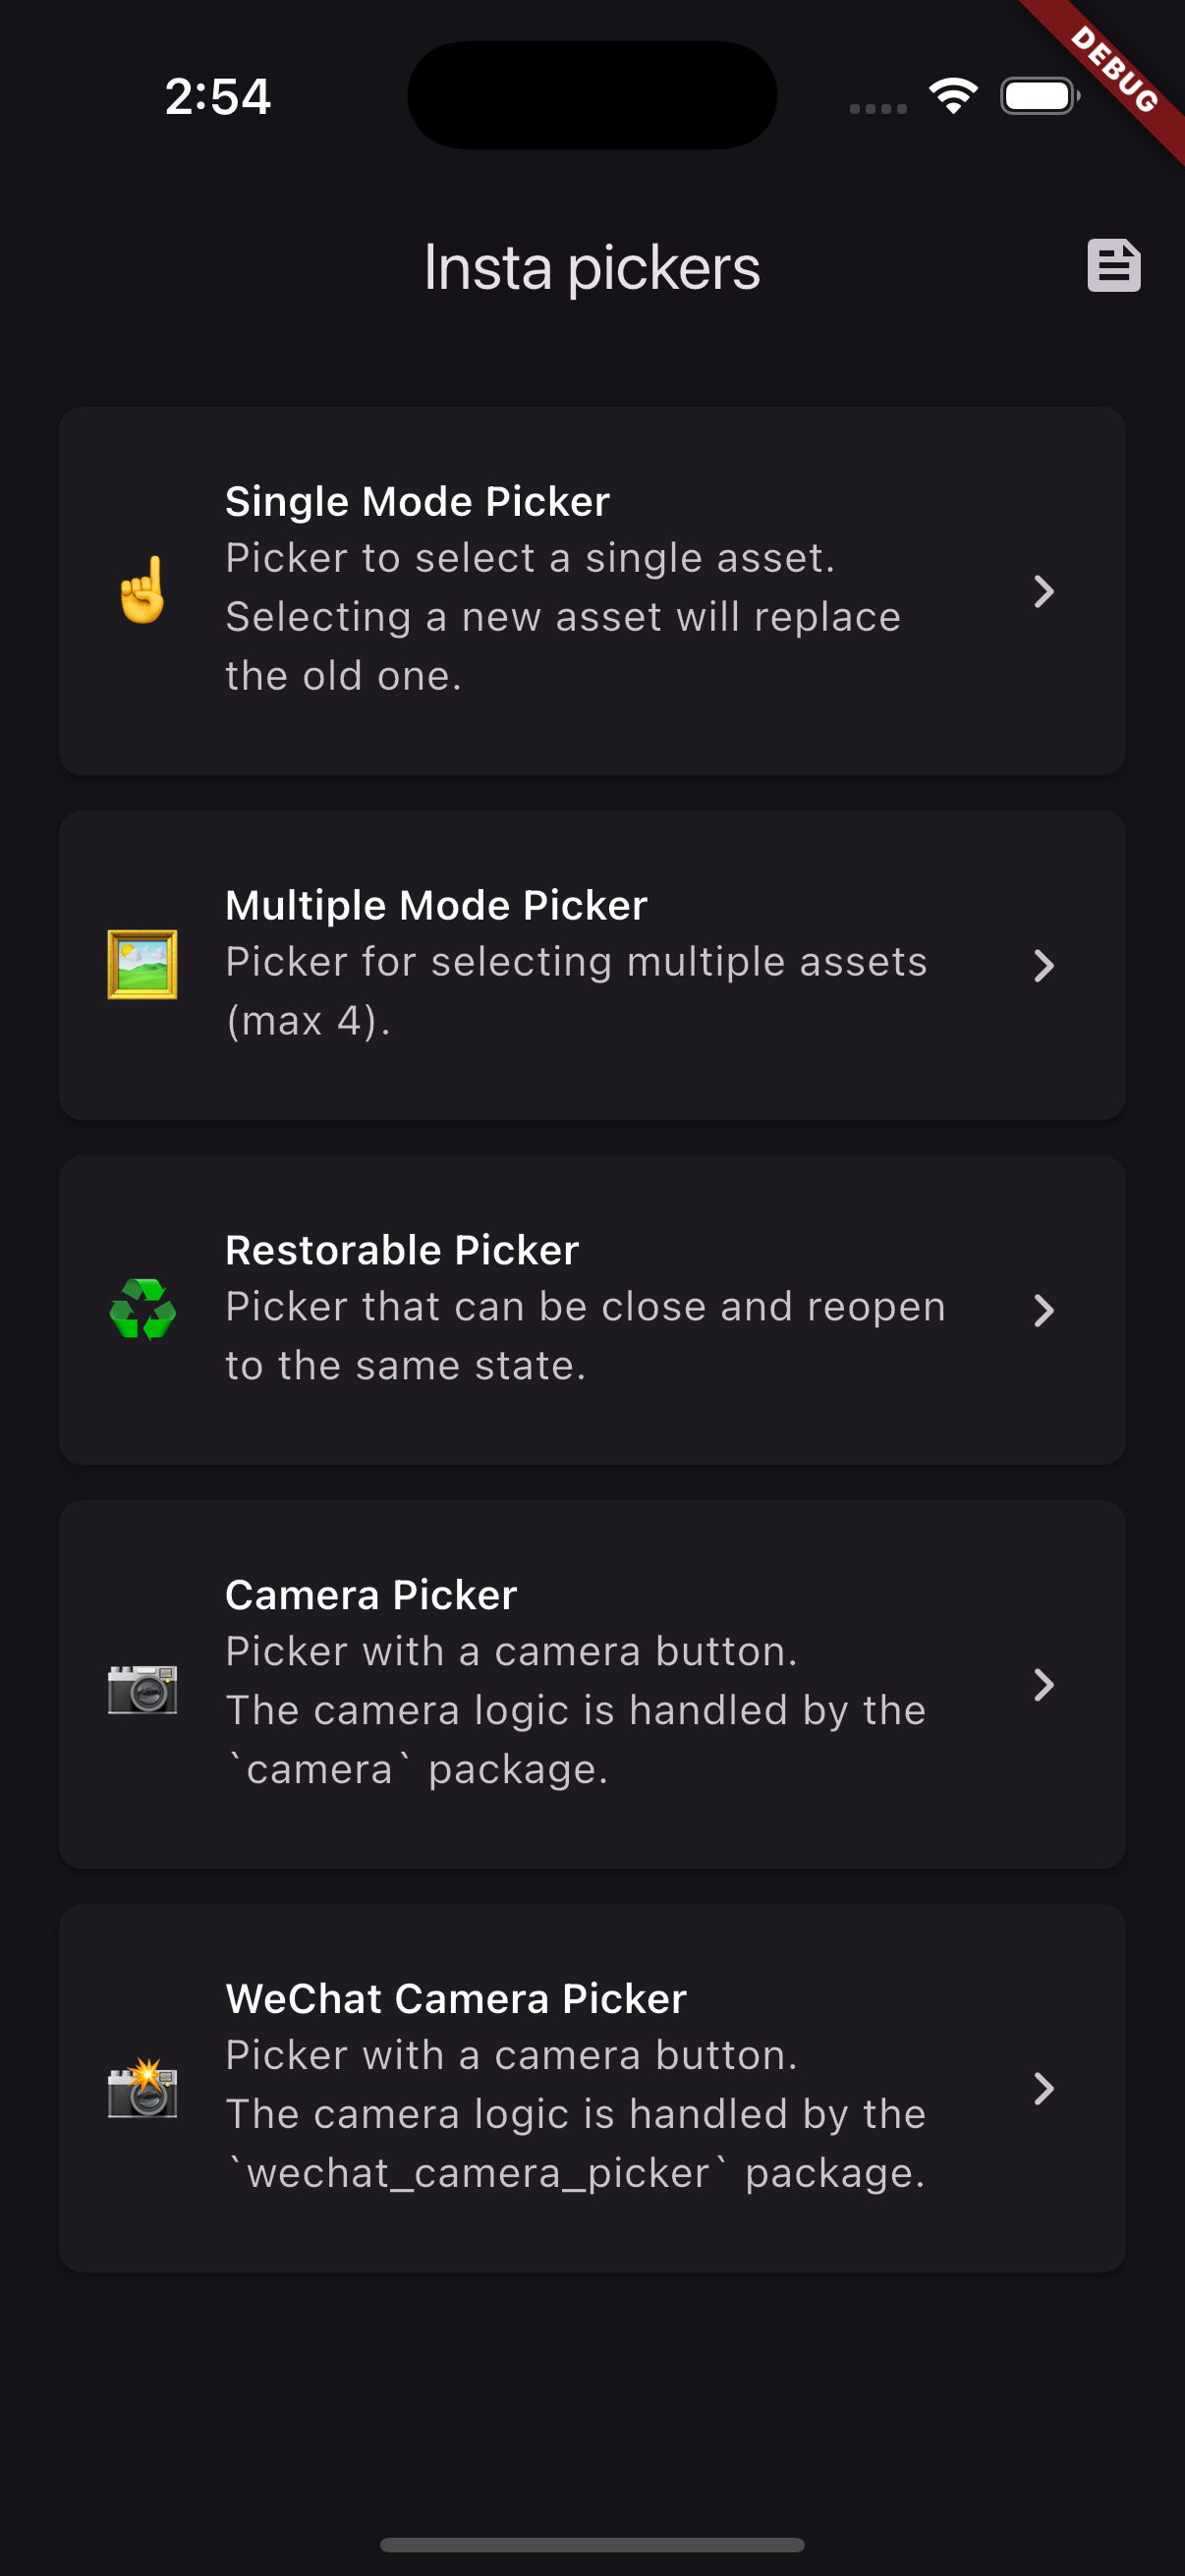 2:54
DEBUG
Insta pickers
Single Mode Picker
Picker to select a single asset.
Selecting a new asset will replace
the old one.
Multiple Mode Picker
Picker for selecting multiple assets
(max 4).
Restorable Picker
Picker that can be close and reopen
to the same state.
Camera Picker
Picker with a camera button.
The camera logic is handled by the
`camera` package.
WeChat Camera Picker
Picker with a camera button.
The camera logic is handled by the
`wechat_camera_picker` package.